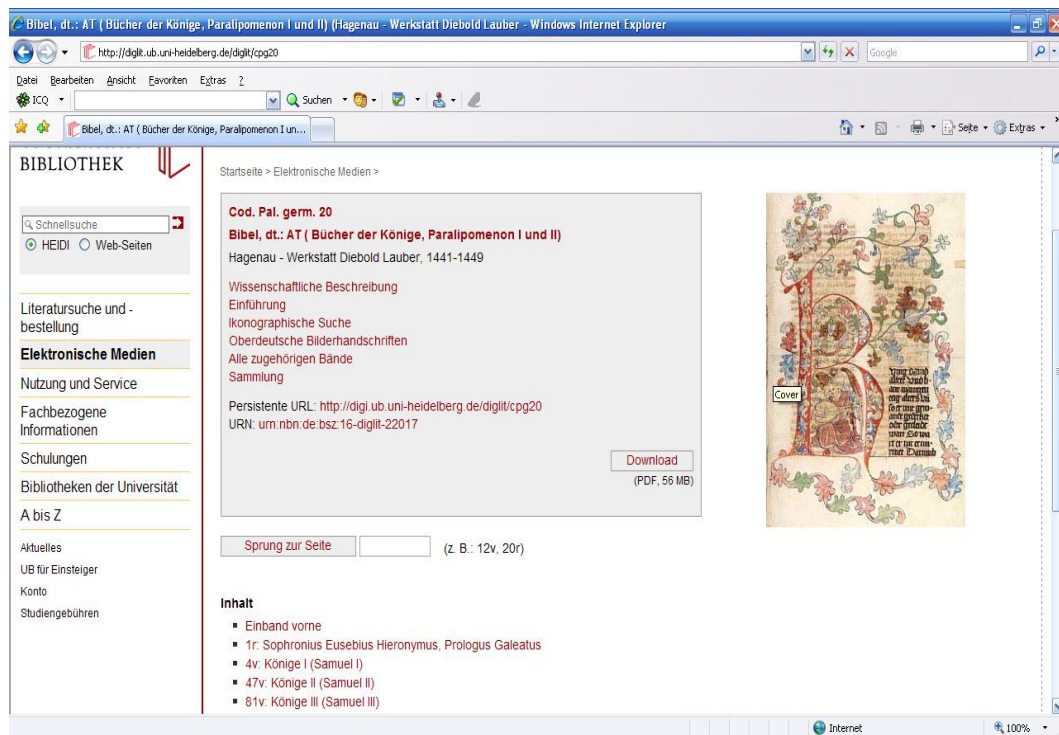 Bibel, dt.: AT ( Bücher der Könige, Paralipomenon I und II) (Hagenau - Werkstatt Diebold Lauber - Windows Internet Explorer
http://diglit.ub.uni-heidelberg.de/diglit/cpg20
Google
Datei Bearbeiten Ansicht Favoriten Extras ?
ICQ Suchen
Bibel, dt.: AT ( Bücher der Könige, Paralipomenon I un... Seite Extras
BIBLIOTHEK
Startseite > Elektronische Medien >
Schnellsuche
HEIDI Web-Seiten
Literatursuche und -
bestellung
Elektronische Medien
Nutzung und Service
Fachbezogene
Informationen
Schulungen
Bibliotheken der Universität
A bis Z
Aktuelles
UB für Einsteiger
Konto
Studiengebühren
Cod. Pal. germ. 20
Bibel, dt.: AT ( Bücher der Könige, Paralipomenon I und II)
Hagenau - Werkstatt Diebold Lauber, 1441-1449
Wissenschaftliche Beschreibung
Einführung
Ikonographische Suche
Oberdeutsche Bilderhandschriften
Alle zugehörigen Bände
Sammlung
Persistente URL: http://digi.ub.uni-heidelberg.de/diglit/cpg20
URN: urn:nbn:de:bsz:16-diglit-22017
Download
(PDF, 56 MB)
Cover
Sprung zur Seite (z. B.: 12v, 20r)
Inhalt
Einband vorne
1r: Sophronius Eusebius Hieronymus, Prologus Galeatus
4v: Könige I (Samuel I)
47v: Könige II (Samuel II)
81v: Könige III (Samuel III)
Internet 100%